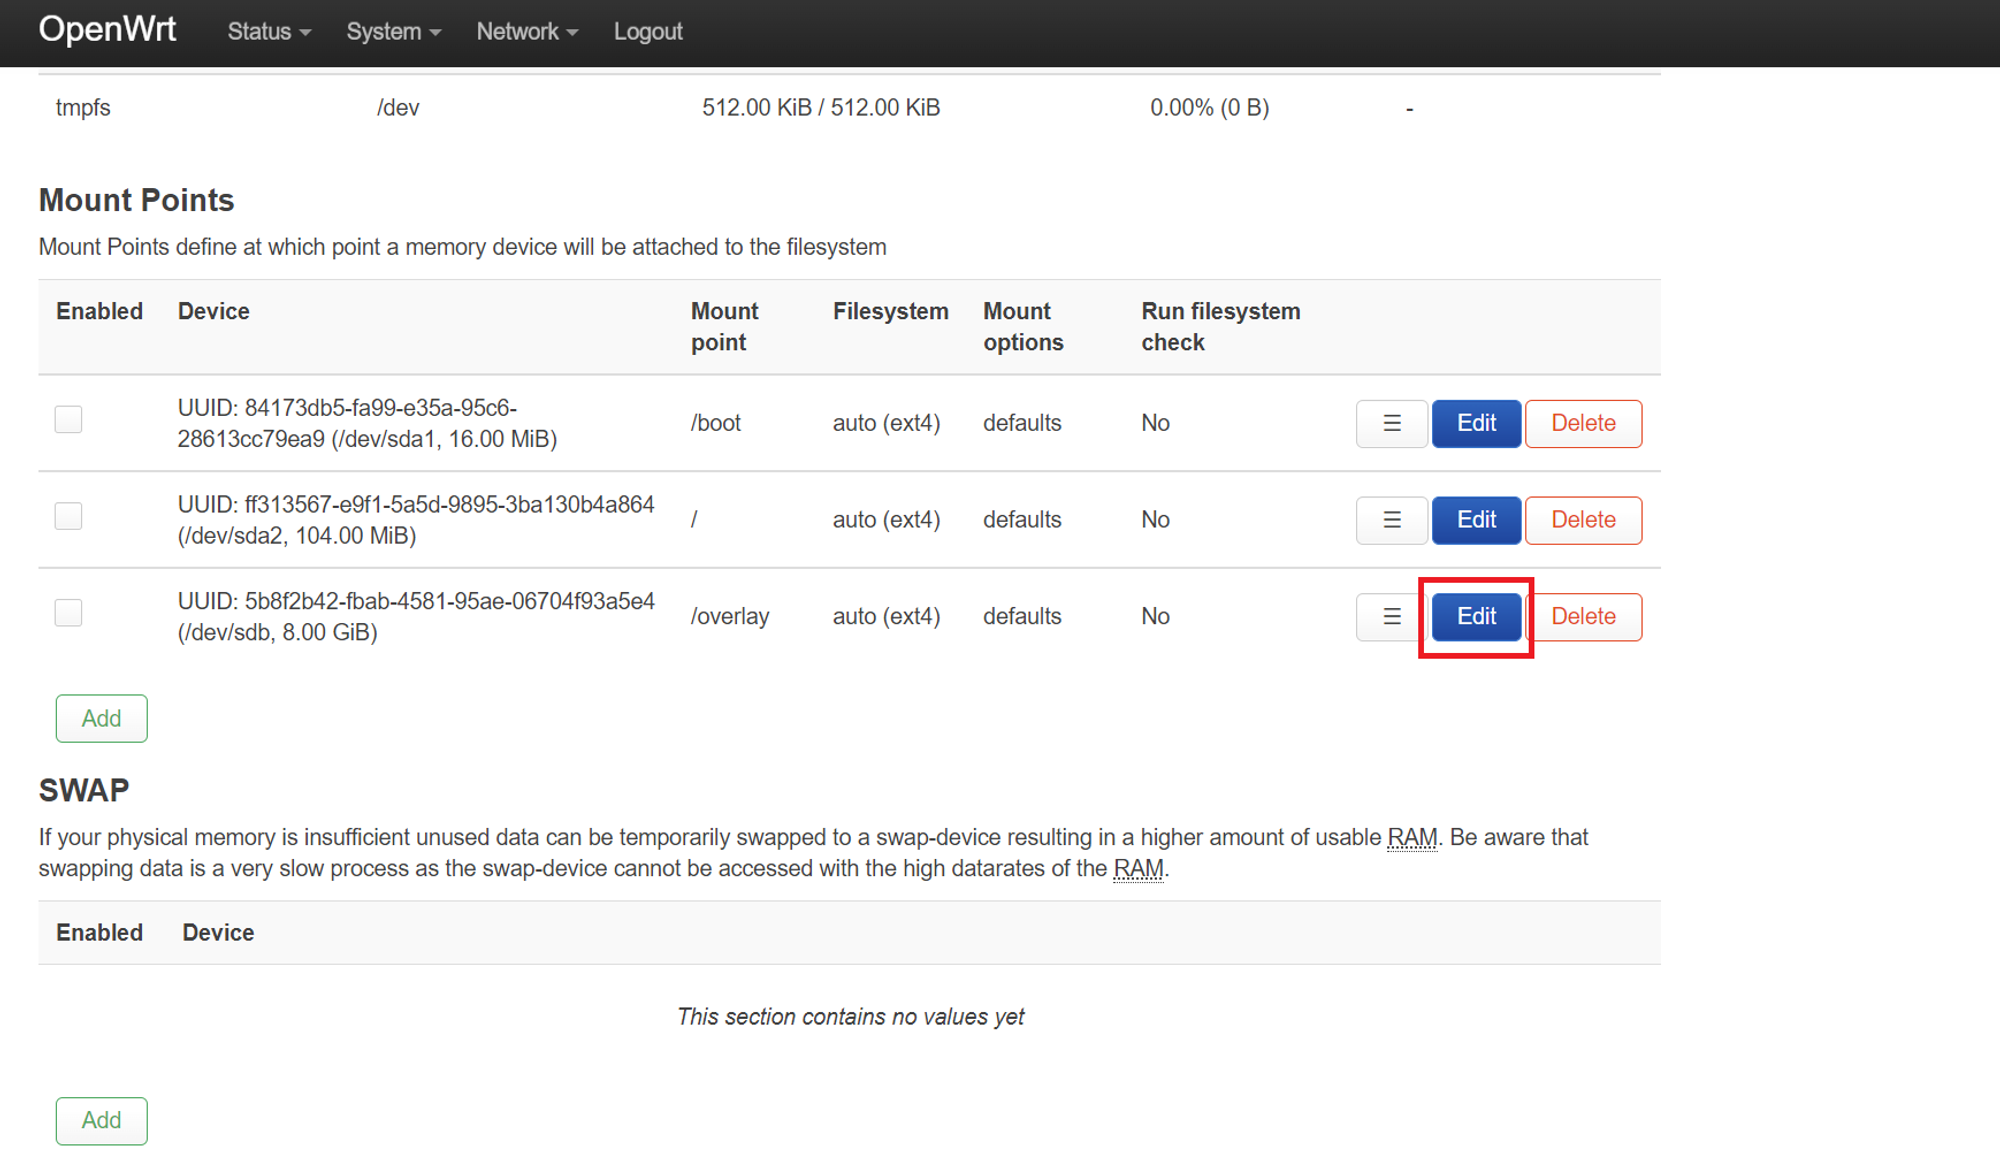 OpenWrt Status System Network Logout
tmpfs /dev 512.00 KiB / 512.00 KiB 0.00% (0 B) -
Mount Points
Mount Points define at which point a memory device will be attached to the filesystem
Enabled Device Mount point Filesystem Mount options Run filesystem check
UUID: 84173db5-fa99-e35a-95c6-
28613cc79ea9 (/dev/sda1, 16.00 MiB)
/boot auto (ext4) defaults No ☰ Edit Delete
UUID: ff313567-e9f1-5a5d-9895-3ba130b4a864
(/dev/sda2, 104.00 MiB)
/ auto (ext4) defaults No ☰ Edit Delete
UUID: 5b8f2b42-fbab-4581-95ae-06704f93a5e4
(/dev/sdb, 8.00 GiB)
/overlay auto (ext4) defaults No ☰ Edit Delete
Add
SWAP
If your physical memory is insufficient unused data can be temporarily swapped to a swap-device resulting in a higher amount of usable RAM. Be aware that
swapping data is a very slow process as the swap-device cannot be accessed with the high datarates of the RAM.
Enabled Device
This section contains no values yet
Add